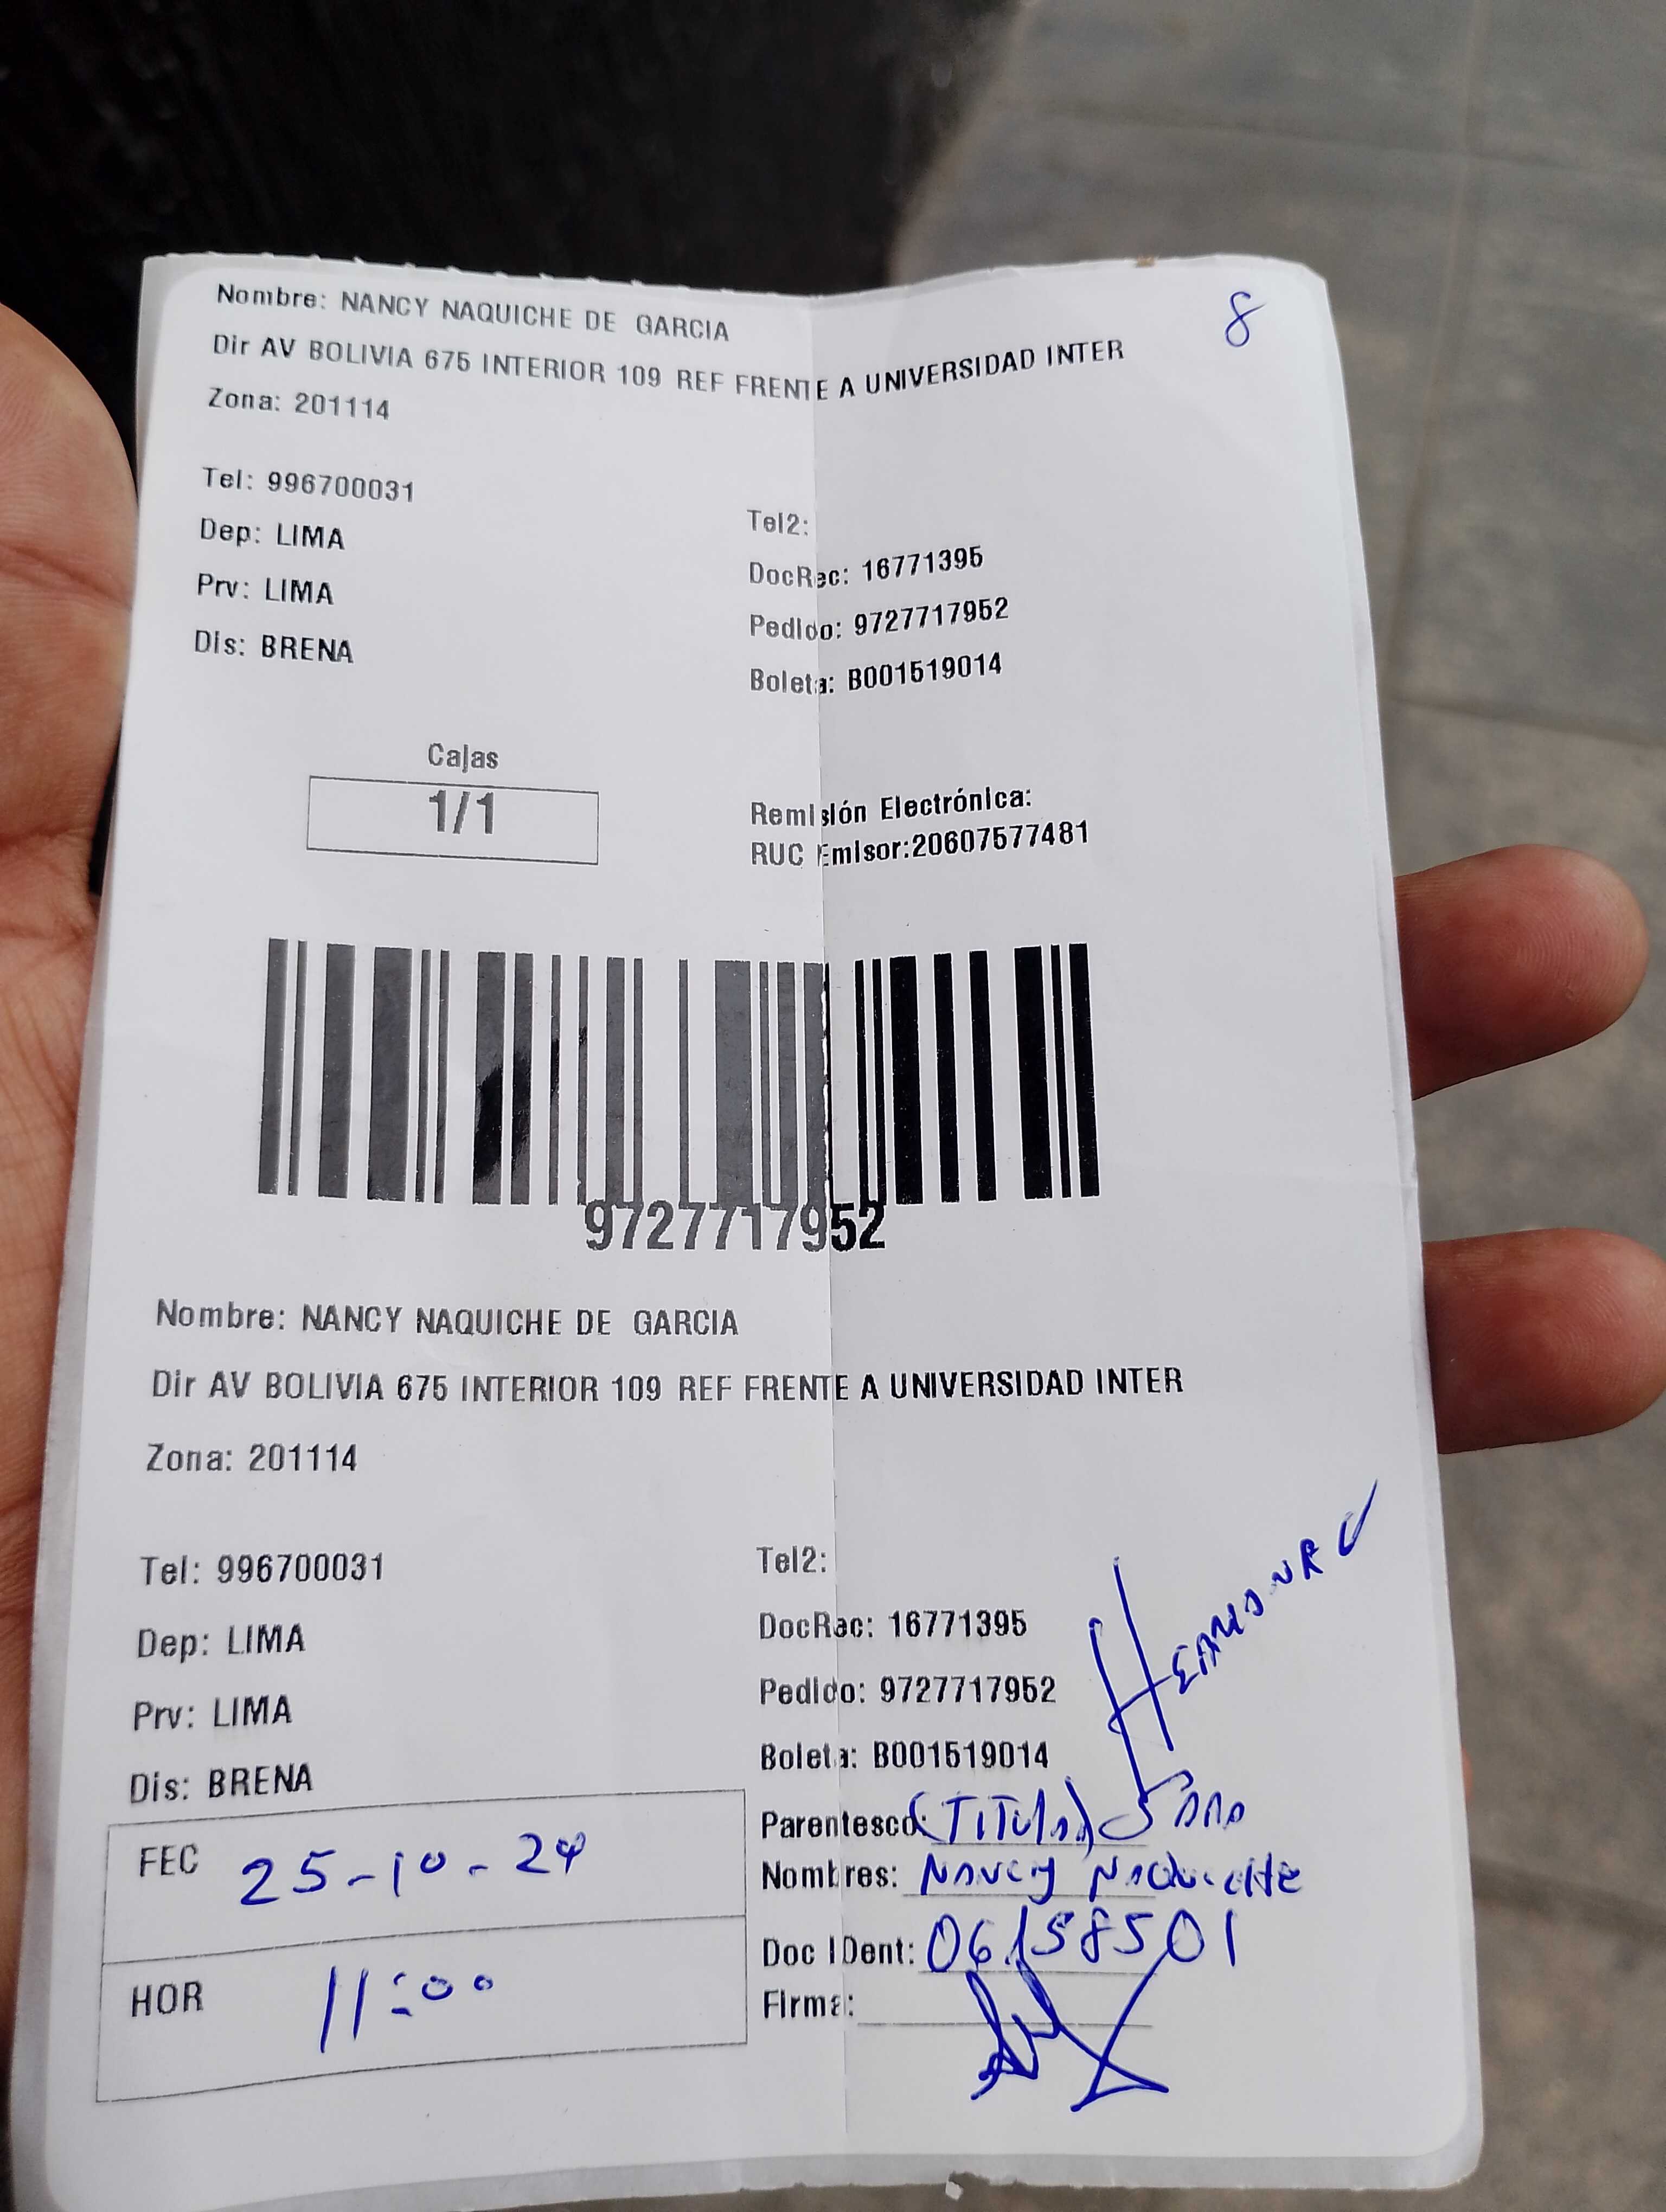 8
Nombre: NANCY NAQUICHE DE GARCIA
Dir AV BOLIVIA 675 INTERIOR 109 REF FRENTE A UNIVERSIDAD INTER
Zona: 201114
Tel: 996700031
Tel2:
Dep: LIMA
DocRec: 16771395
Prv: LIMA
Pedido: 9727717952
Dis: BRENA
Boleta: B001519014
Cajas
1/1
Remisión Electrónica:
RUC Emisor:20607577481
9727717952
Nombre: NANCY NAQUICHE DE GARCIA
Dir AV BOLIVIA 675 INTERIOR 109 REF FRENTE A UNIVERSIDAD INTER
Zona: 201114
Tel: 996700031
Tel2:
Dep: LIMA
DocRec: 16771395
Prv: LIMA
Pedido: 9727717952
Dis: BRENA
Boleta: B001519014
FEC 25-10-24
Parentesco: (Titular)
Nombres: Nancy Naquiche
HOR 11:00
Doc IDent: 06158501
Firma: